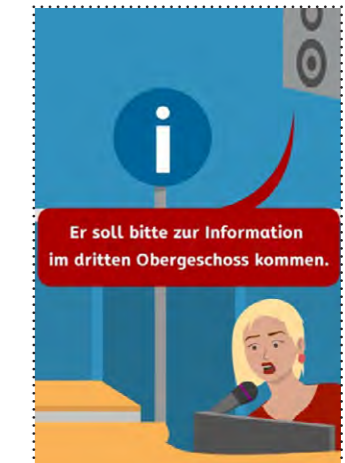 i
Er soll bitte zur Information
im dritten Obergeschoss kommen.